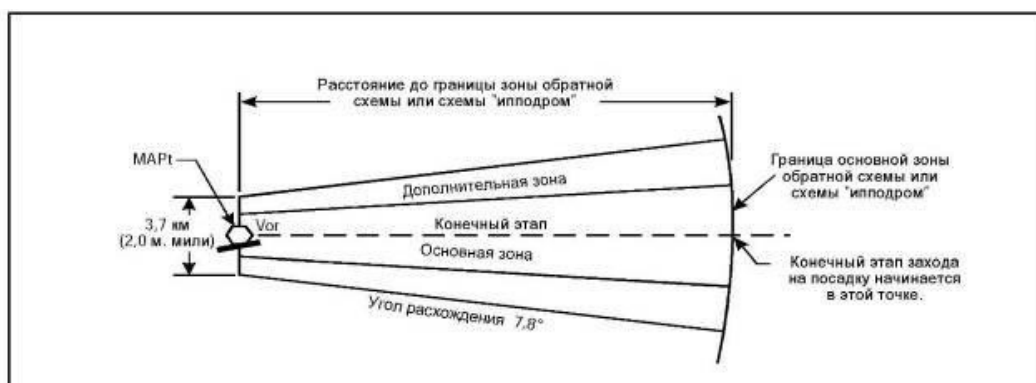 Расстояние до границы зоны обратной
схемы или схемы "ипподром"
MAPt
Дополнительная зона
Граница основной зоны
обратной схемы или
схемы "ипподром"
3,7 км
(2,0 м. мили)
Vor
Конечный этап
Основная зона
Конечный этап захода
на посадку начинается
в этой точке.
Угол расхождения 7,8°